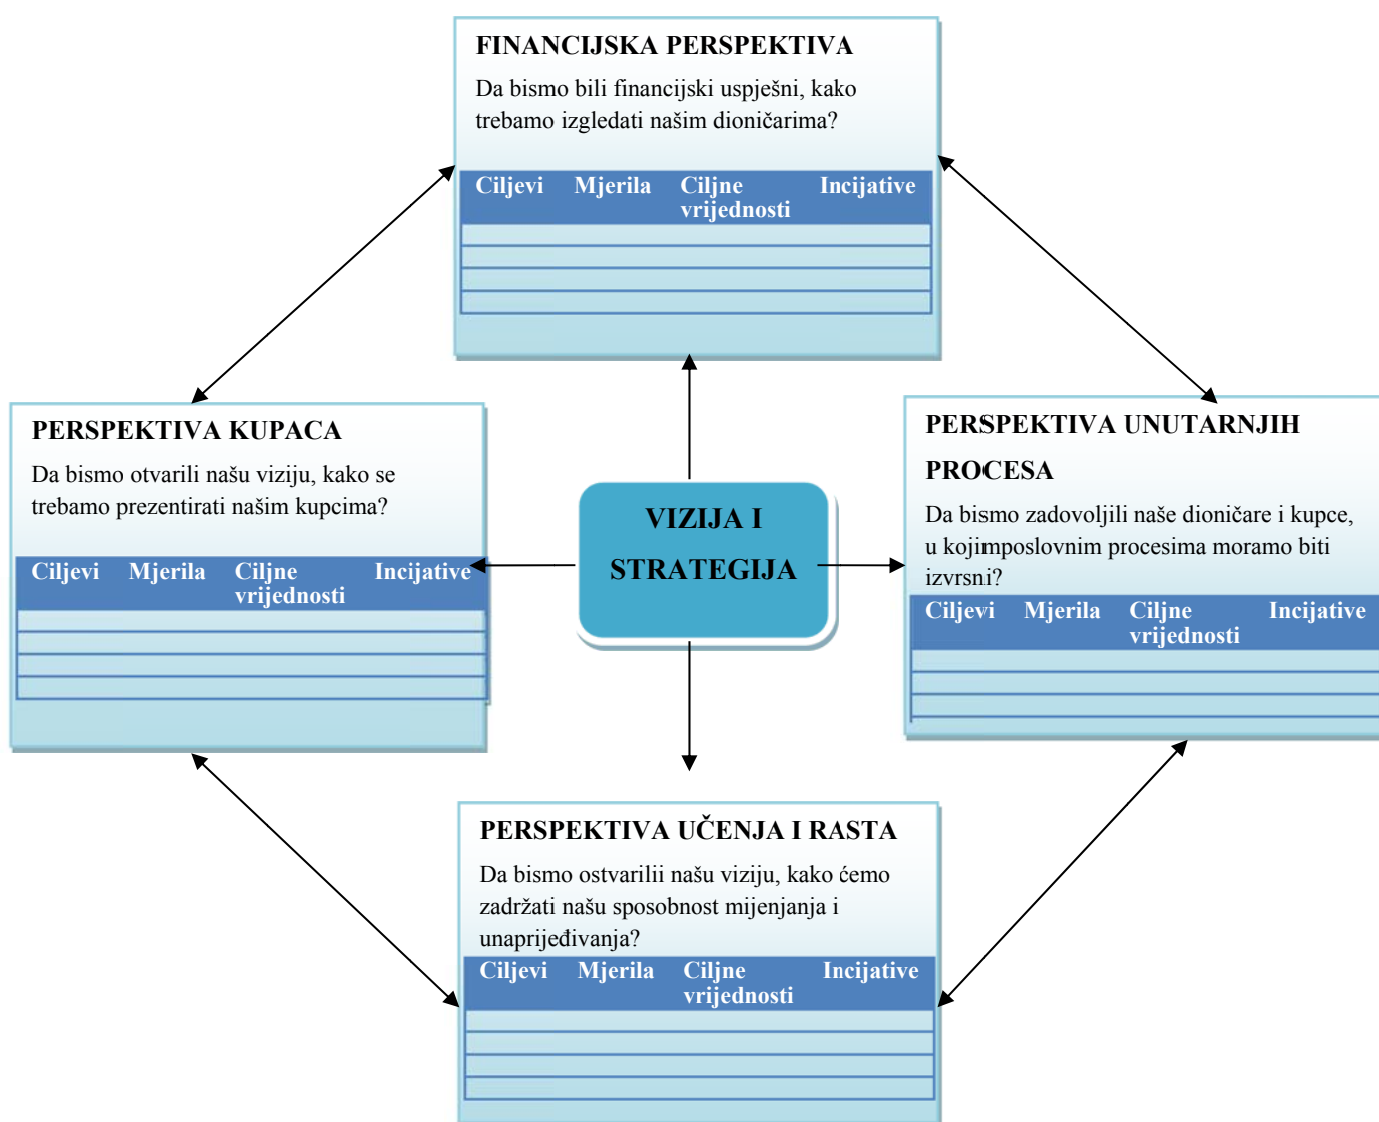 FINANCIJSKA PERSPEKTIVA
Da bismo bili financijski uspješni, kako
trebamo izgledati našim dioničarima?
Ciljevi Mjerila Ciljne Incijative
vrijednosti
PERSPEKTIVA KUPACA
Da bismo otvarili našu viziju, kako se
trebamo prezentirati našim kupcima?
Ciljevi Mjerila Ciljne Incijative
vrijednosti
VIZIJA I
STRATEGIJA
PERSPEKTIVA UNUTARNJIH
PROCESA
Da bismo zadovoljili naše dioničare i kupce,
u kojimposlovnim procesima moramo biti
izvrsni?
Ciljevi Mjerila Ciljne Incijative
vrijednosti
PERSPEKTIVA UČENJA I RASTA
Da bismo ostvarilii našu viziju, kako ćemo
zadržati našu sposobnost mijenjanja i
unaprijeđivanja?
Ciljevi Mjerila Ciljne Incijative
vrijednosti